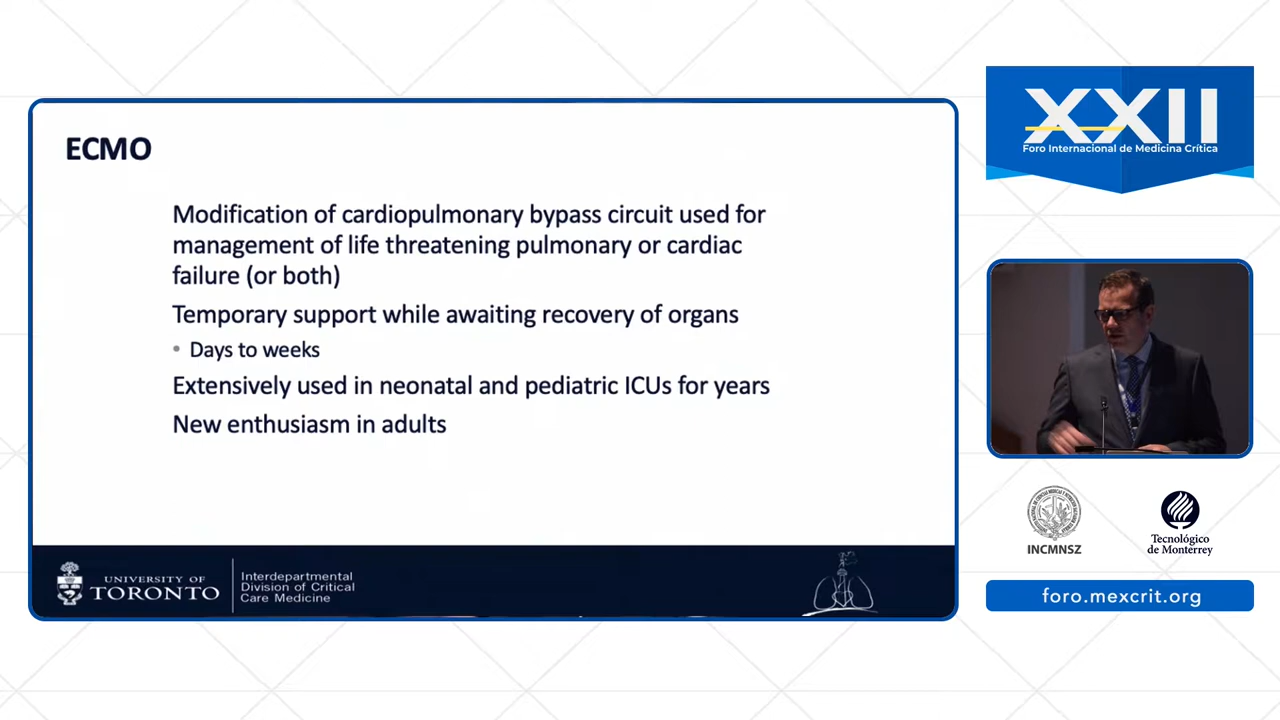 ECMO
Modification of cardiopulmonary bypass circuit used for
management of life threatening pulmonary or cardiac
failure (or both)
Temporary support while awaiting recovery of organs
• Days to weeks
Extensively used in neonatal and pediatric ICUs for years
New enthusiasm in adults
UNIVERSITY OF
TORONTO
Interdepartmental
Division of Critical
Care Medicine
XXII
Foro Internacional de Medicina Crítica
INCMNSZ
Tecnológico
de Monterrey
foro.mexcrit.org